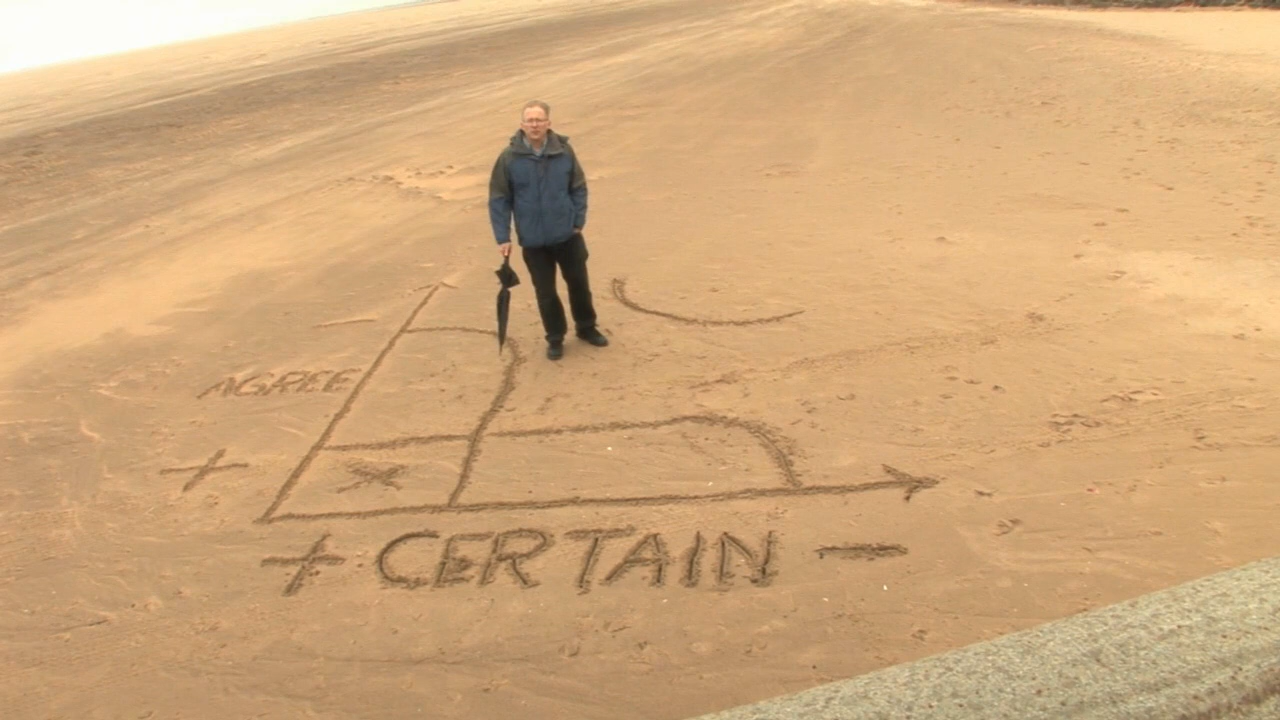 AGREE
+
×
+ CERTAIN -